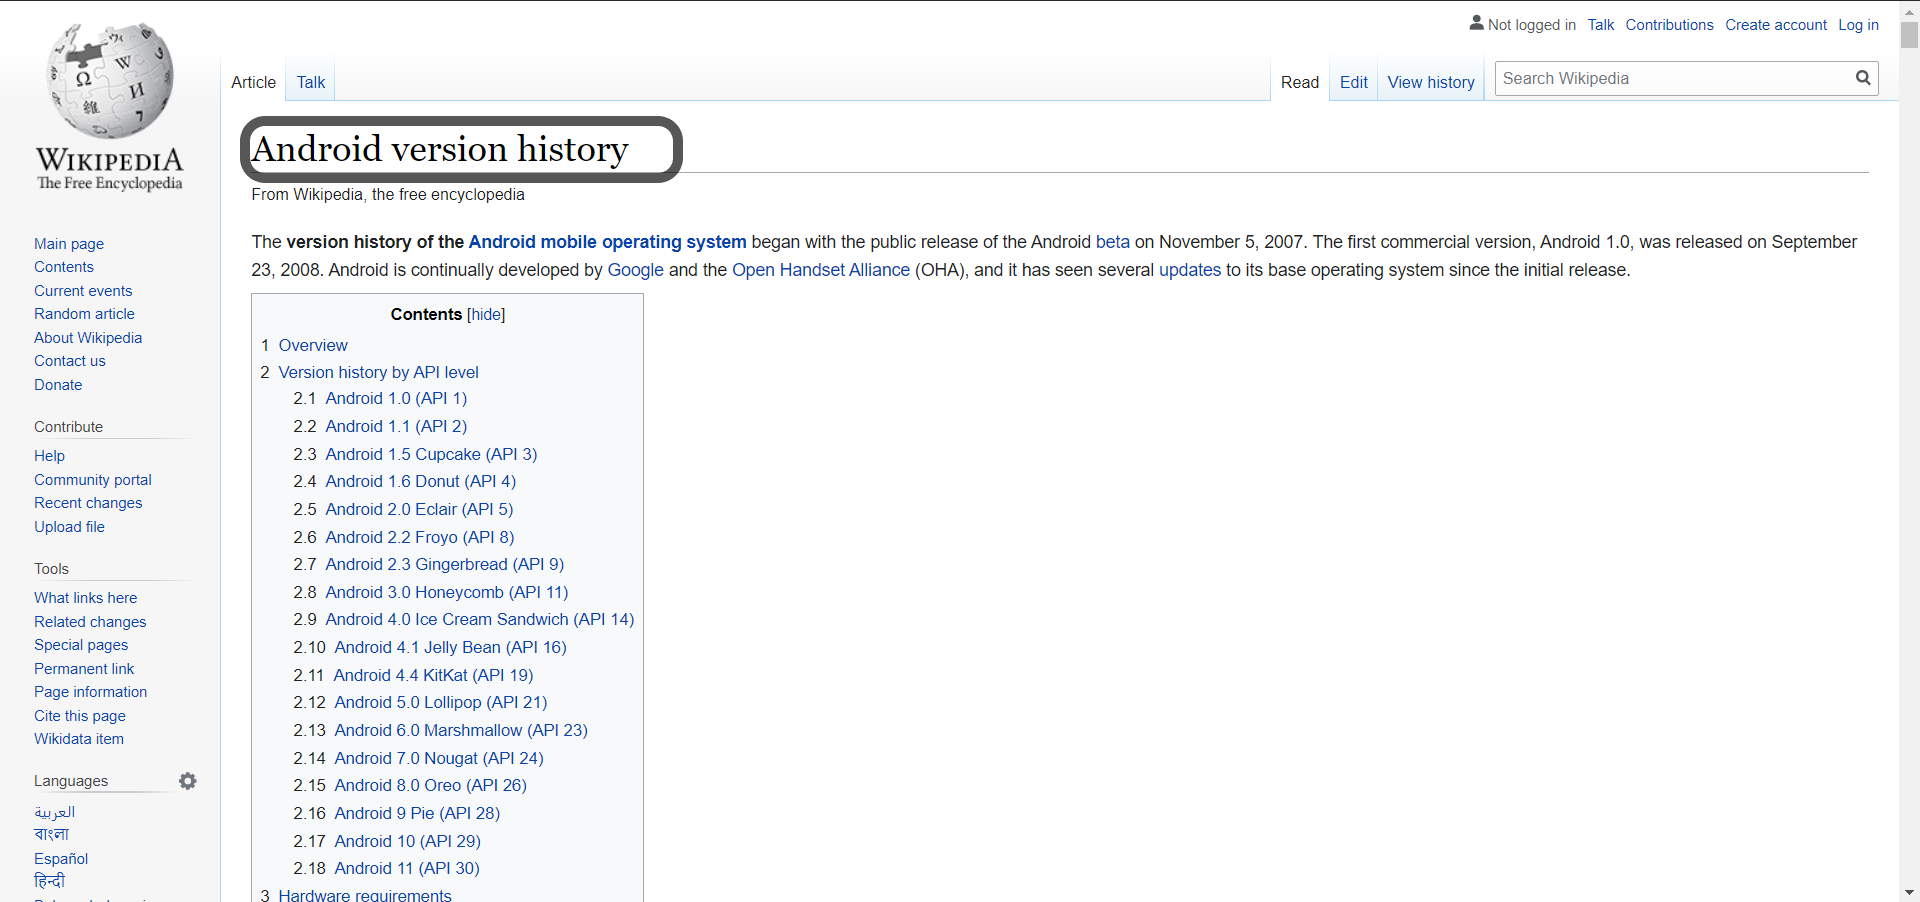 Not logged in Talk Contributions Create account Log in
Article Talk Read Edit View history Search Wikipedia
WIKIPEDIA
The Free Encyclopedia
Main page
Contents
Current events
Random article
About Wikipedia
Contact us
Donate
Contribute
Help
Community portal
Recent changes
Upload file
Tools
What links here
Related changes
Special pages
Permanent link
Page information
Cite this page
Wikidata item
Languages
العربية
বাংলা
Español
हिन्दी
Android version history
From Wikipedia, the free encyclopedia
The version history of the Android mobile operating system began with the public release of the Android beta on November 5, 2007. The first commercial version, Android 1.0, was released on September
23, 2008. Android is continually developed by Google and the Open Handset Alliance (OHA), and it has seen several updates to its base operating system since the initial release.
Contents [hide]
1 Overview
2 Version history by API level
2.1 Android 1.0 (API 1)
2.2 Android 1.1 (API 2)
2.3 Android 1.5 Cupcake (API 3)
2.4 Android 1.6 Donut (API 4)
2.5 Android 2.0 Eclair (API 5)
2.6 Android 2.2 Froyo (API 8)
2.7 Android 2.3 Gingerbread (API 9)
2.8 Android 3.0 Honeycomb (API 11)
2.9 Android 4.0 Ice Cream Sandwich (API 14)
2.10 Android 4.1 Jelly Bean (API 16)
2.11 Android 4.4 KitKat (API 19)
2.12 Android 5.0 Lollipop (API 21)
2.13 Android 6.0 Marshmallow (API 23)
2.14 Android 7.0 Nougat (API 24)
2.15 Android 8.0 Oreo (API 26)
2.16 Android 9 Pie (API 28)
2.17 Android 10 (API 29)
2.18 Android 11 (API 30)
3 Hardware requirements